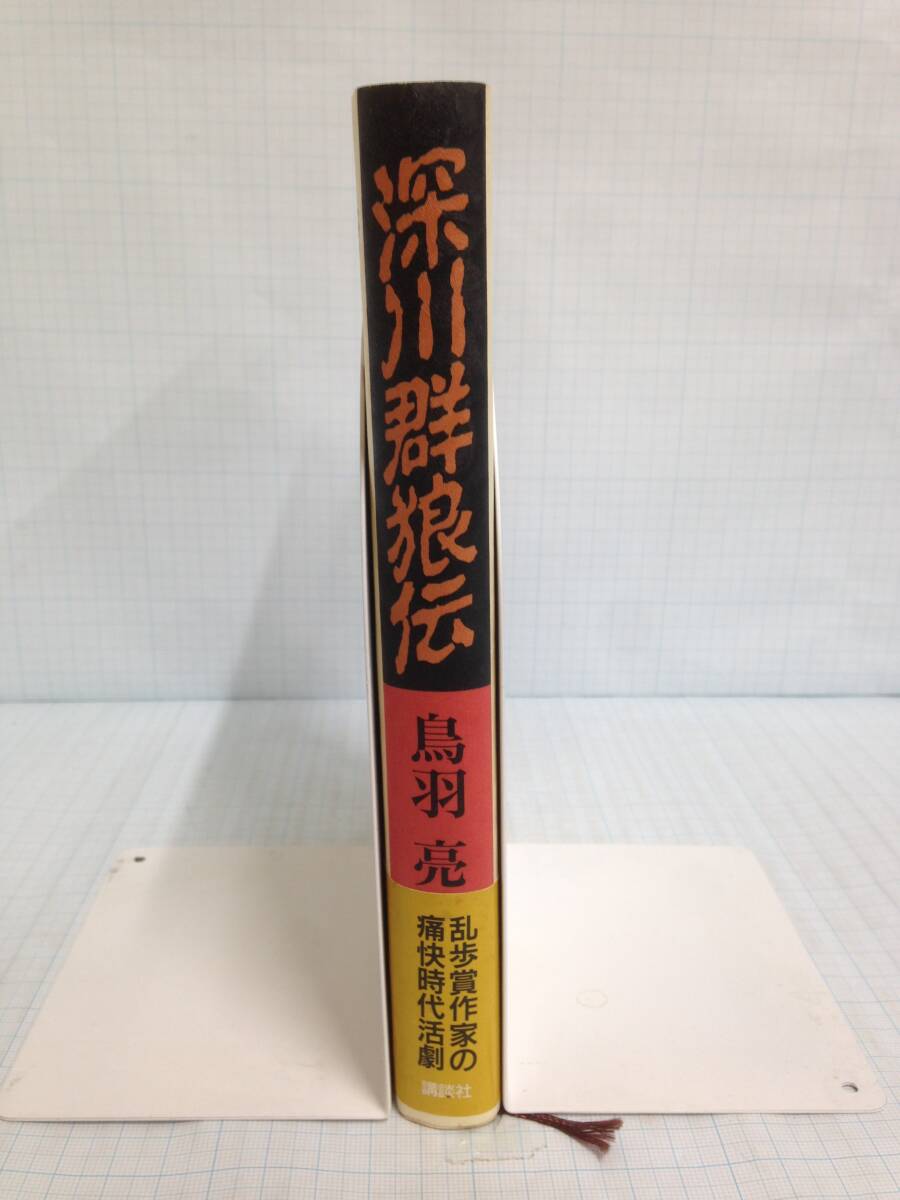 深川群狼伝
鳥羽 亮
乱歩賞作家の
痛快時代活劇
講談社